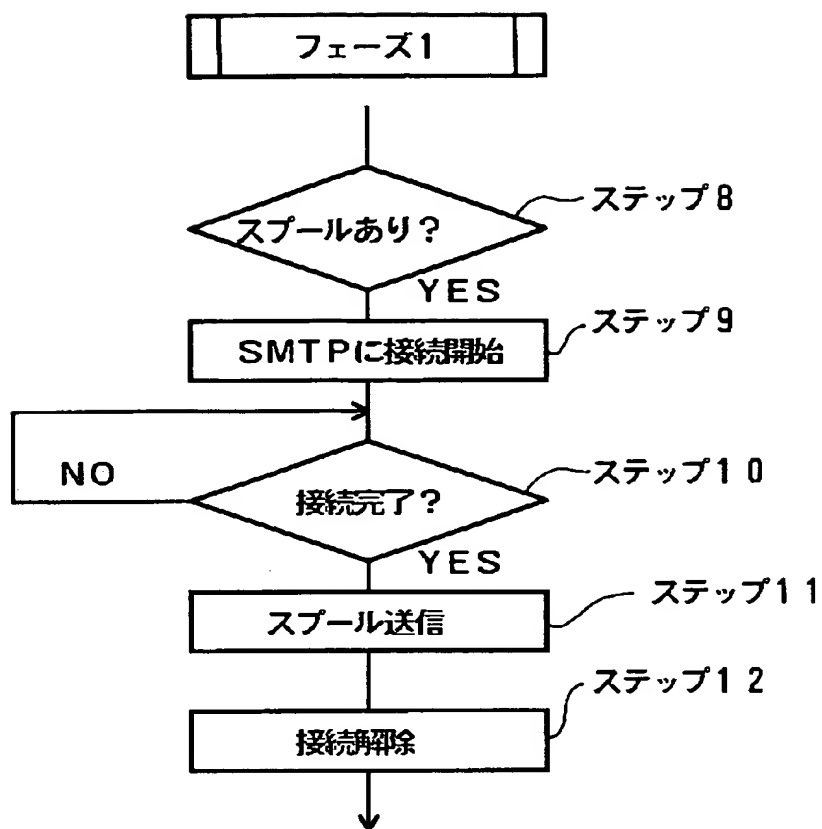 フェーズ1
スプールあり?
ステップ8
YES
SMTPに接続開始
ステップ9
NO
接続完了?
ステップ10
YES
スプール送信
ステップ11
接続解除
ステップ12